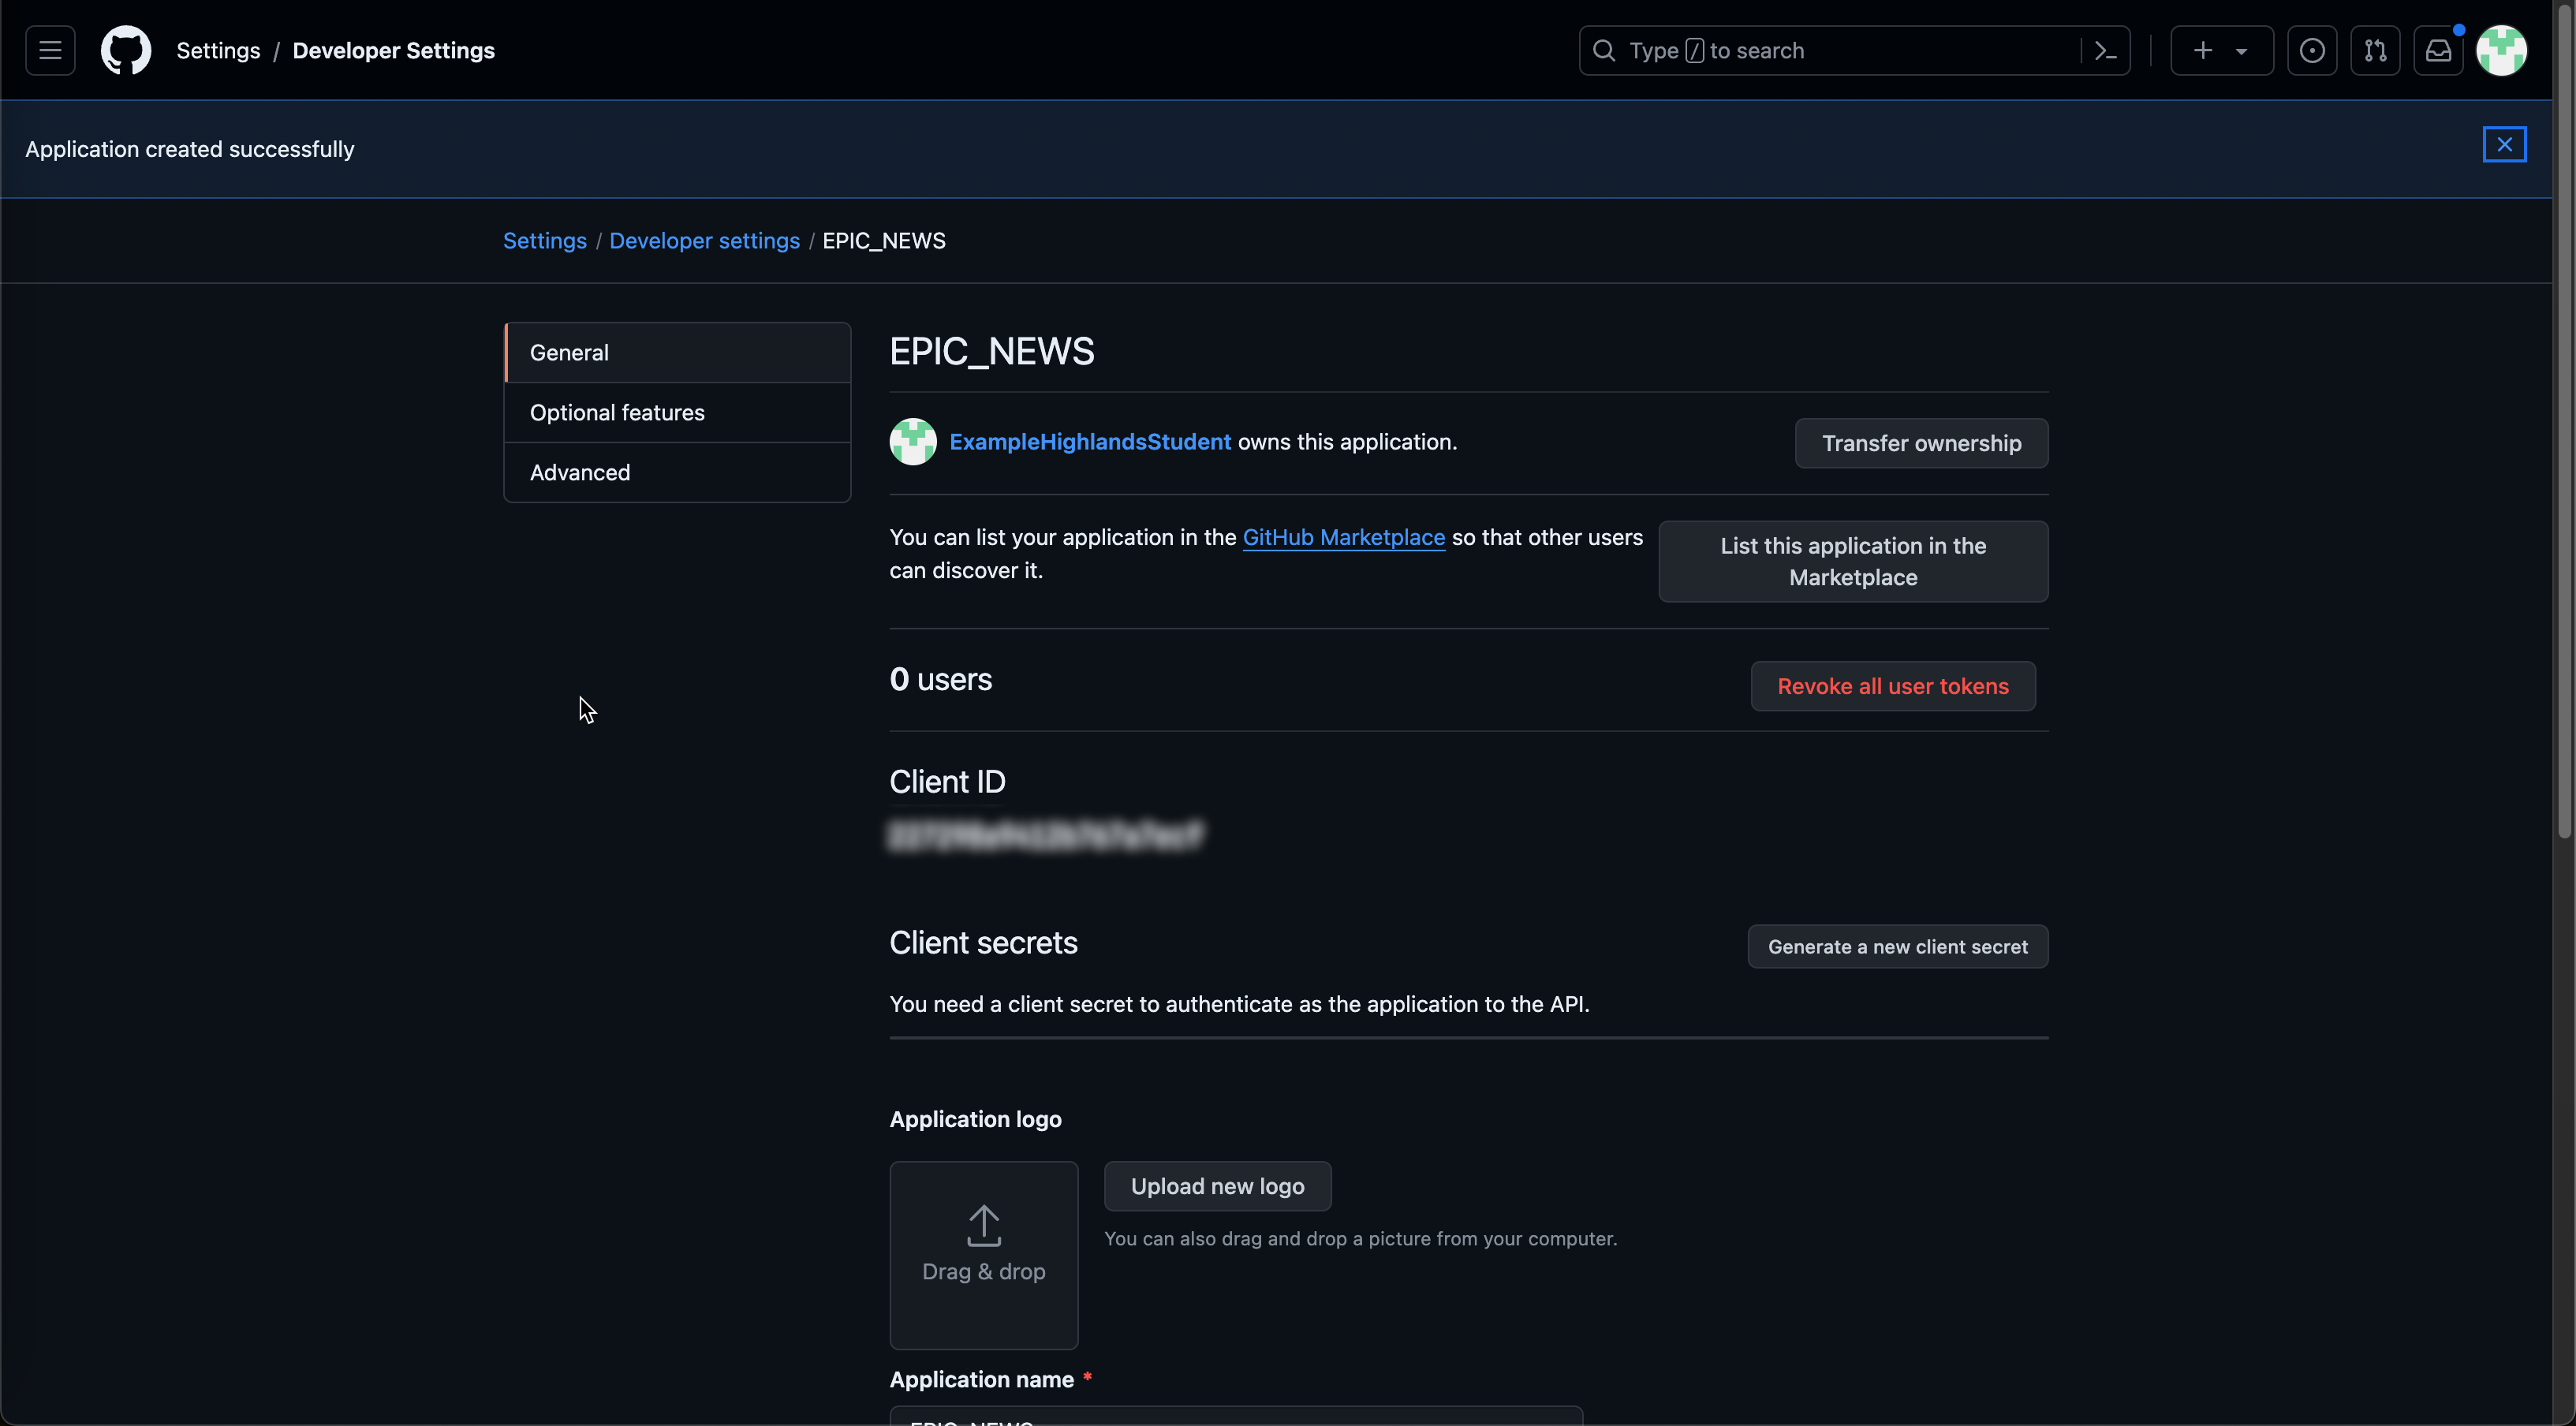 Settings / Developer Settings
Type / to search
Application created successfully
Settings / Developer settings / EPIC_NEWS
General
Optional features
Advanced
EPIC_NEWS
ExampleHighlandsStudent owns this application.
Transfer ownership
You can list your application in the GitHub Marketplace so that other users
can discover it.
List this application in the
Marketplace
0 users
Revoke all user tokens
Client ID
Client secrets
Generate a new client secret
You need a client secret to authenticate as the application to the API.
Application logo
Upload new logo
You can also drag and drop a picture from your computer.
Drag & drop
Application name *
EPIC_NEWS